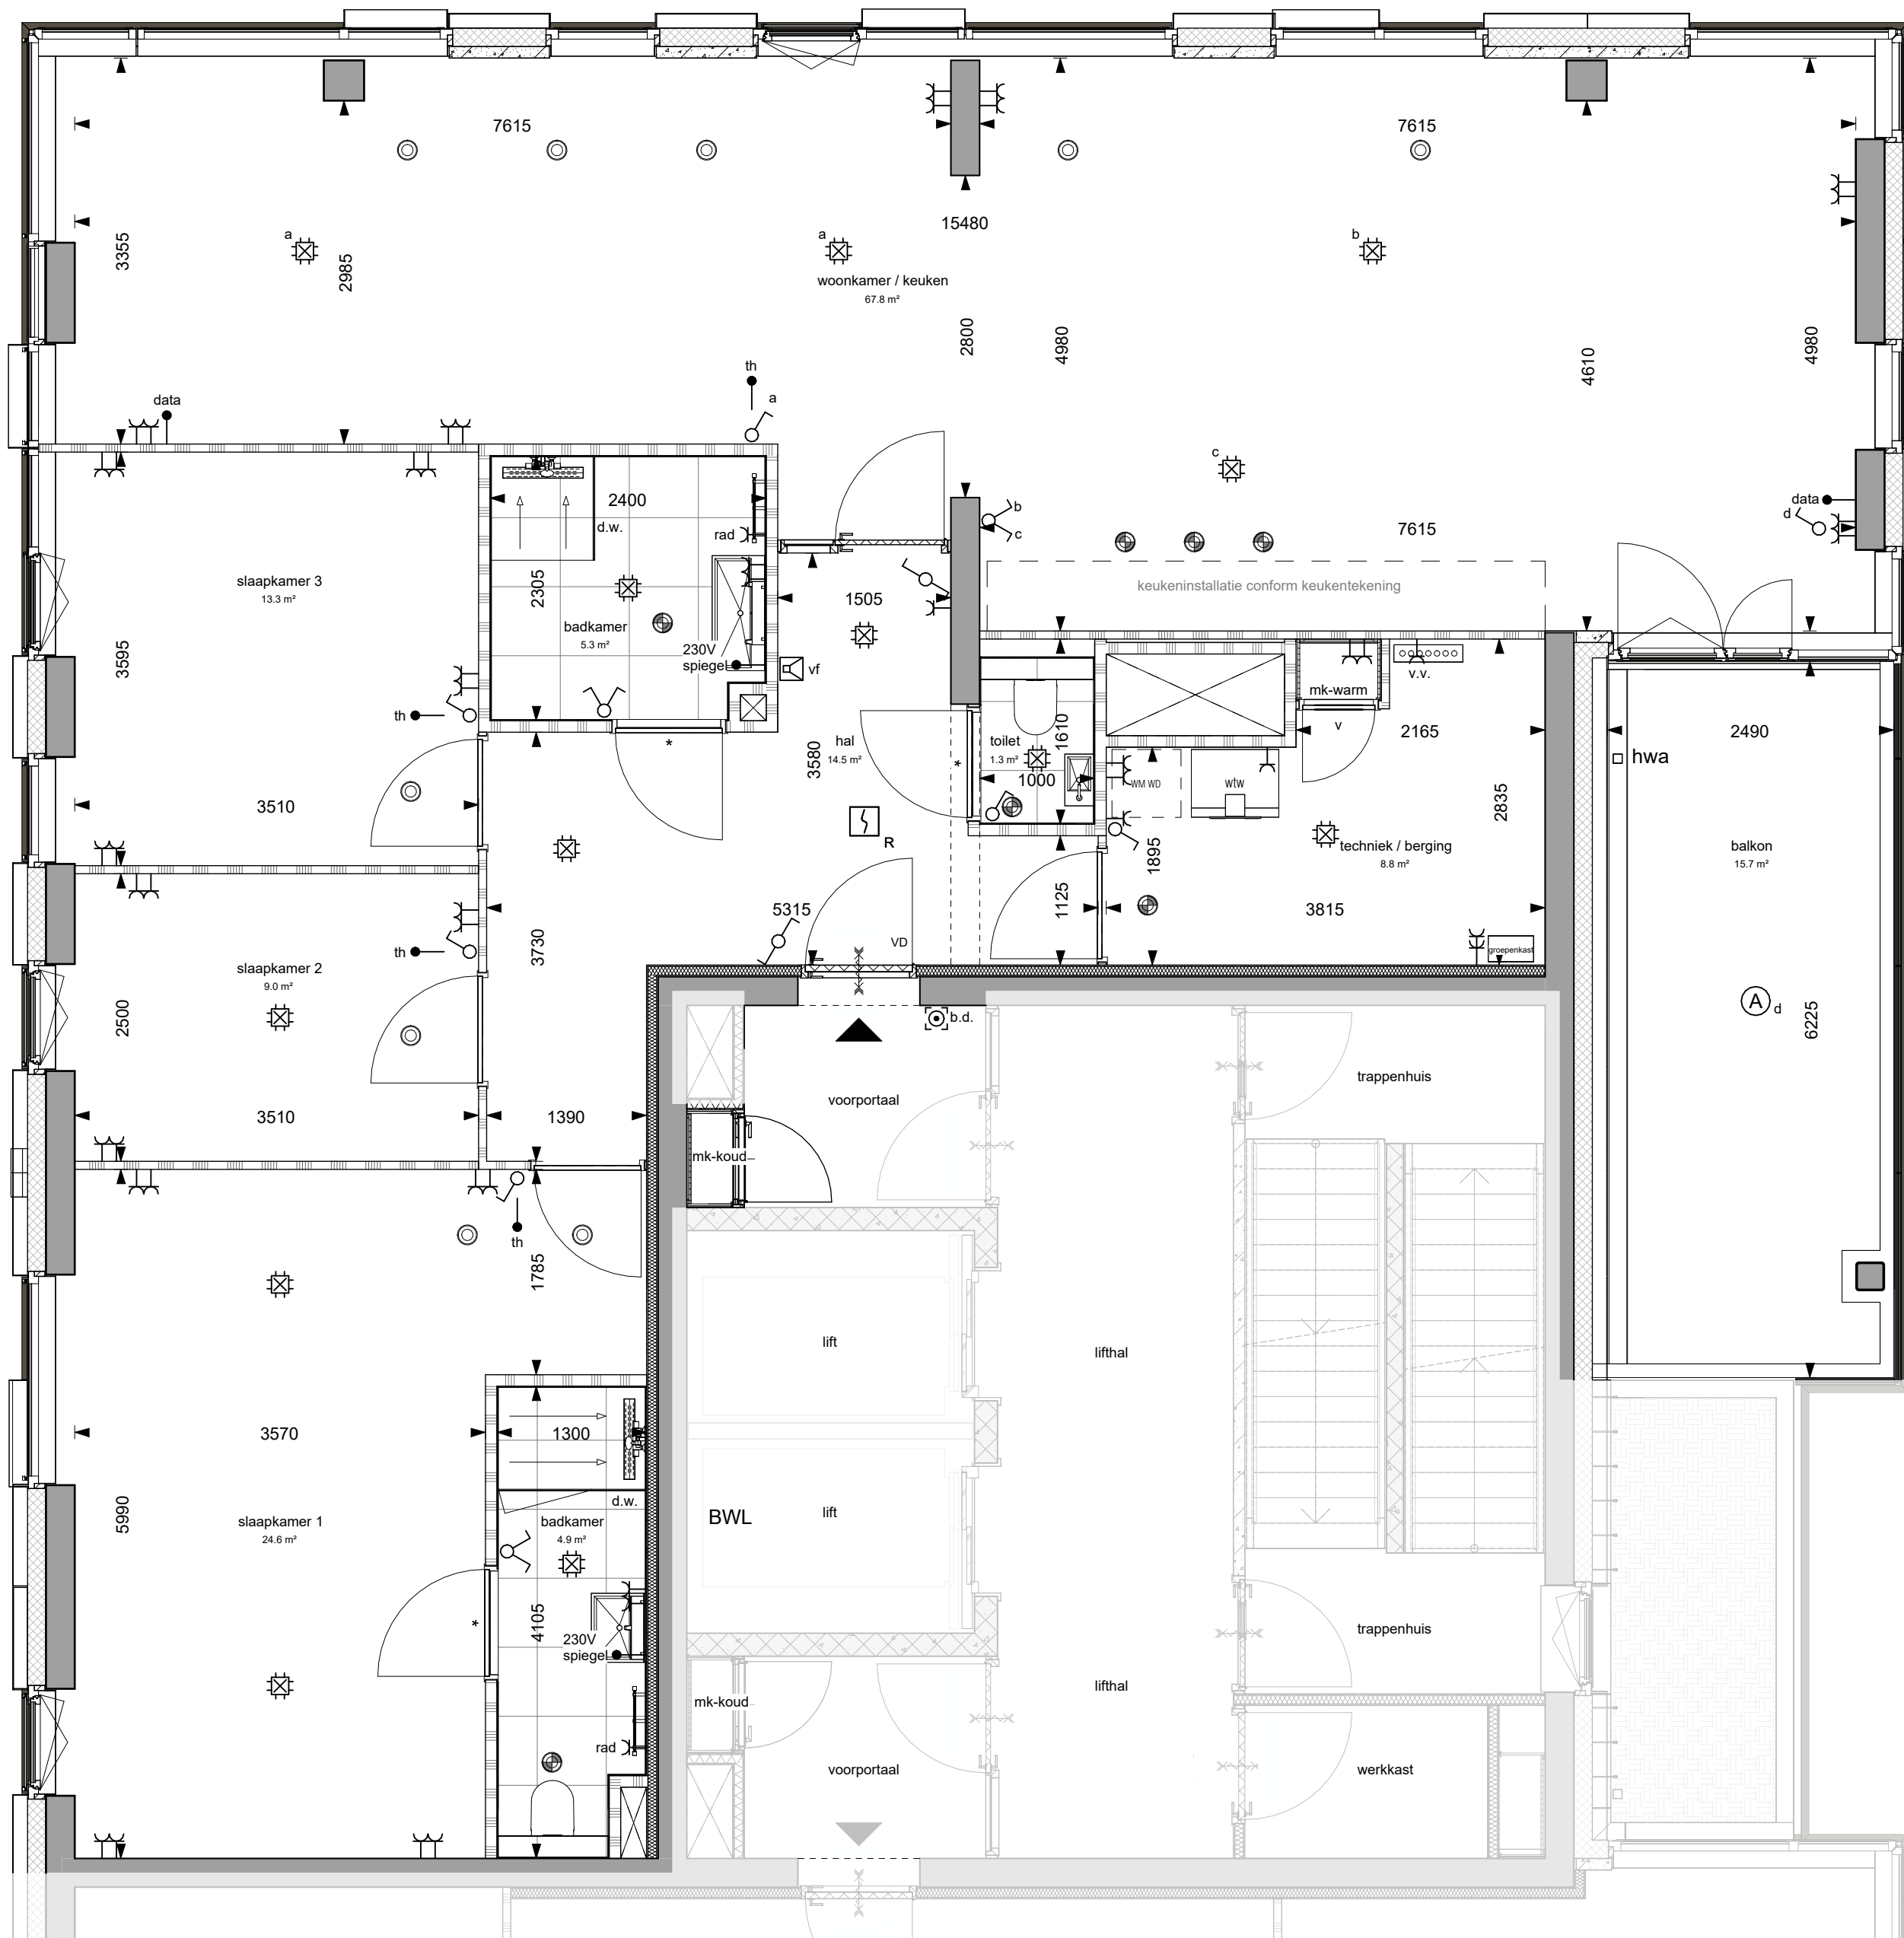 7615
7615
15480
3355
2985
a
a
b
woonkamer / keuken
67.8 m²
2800
4980
4610
4980
th
a
data
c
data
d
b
c
7615
2400
d.w.
rad
slaapkamer 3
13.3 m²
2305
1505
keukeninstallatie conform keukentekening
badkamer
5.3 m²
230V
spiegel
vf
3595
th
mk-warm
v.v.
v
2165
2490
hwa
hal
14.5 m²
3580
toilet
1.3 m²
1610
1000
*
*
WM WD
wtw
2835
3510
R
techniek / berging
8.8 m²
1895
balkon
15.7 m²
1125
3815
5315
VD
3730
th
groepenkast
slaapkamer 2
9.0 m²
2500
A
d
6225
b.d.
voorportaal
trappenhuis
3510
1390
mk-koud
th
1785
lift
lifthal
3570
1300
5990
d.w.
slaapkamer 1
24.6 m²
badkamer
4.9 m²
BWL
lift
4105
*
230V
spiegel
trappenhuis
lifthal
mk-koud
rad
voorportaal
werkkast